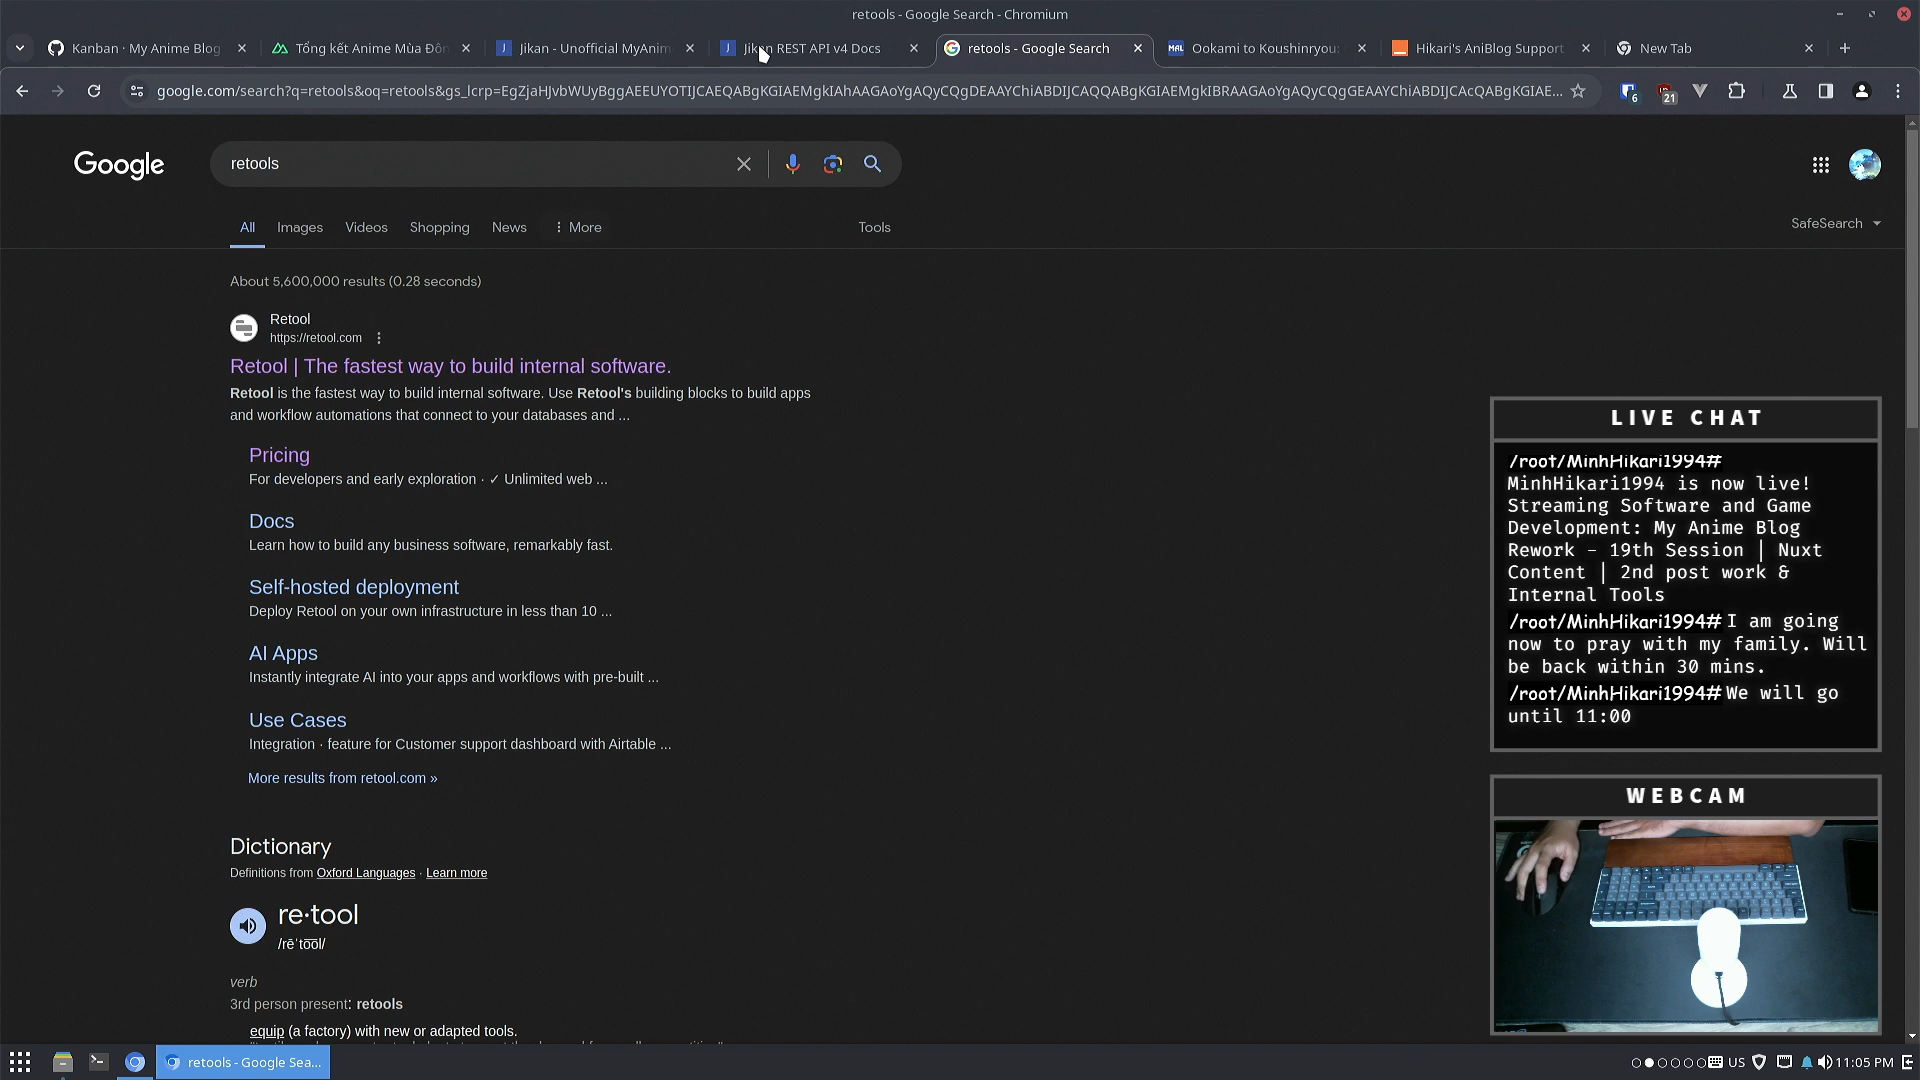 retools - Google Search - Chromium
Kanban · My Anime Blog
Tổng kết Anime Mùa Đôn
Jikan - Unofficial MyAnim
Jikan REST API v4 Docs
retools - Google Search
Ookami to Koushinryou:
Hikari's AniBlog Support
New Tab
google.com/search?q=retools&oq=retools&gs_lcrp=EgZjaHJvbWUyBggAEEUYOTIJCAEQABgKGIAEMgkIAhAAGAoYgAQyCQgDEAAYChiABDIJCAQQABgKGIAEMgkIBRAAGAoYgAQyCQgGEAAYChiABDIJCAcQABgKGIAE...
6
21
Google
retools
All
Images
Videos
Shopping
News
More
Tools
SafeSearch
About 5,600,000 results (0.28 seconds)
Retool
https://retool.com
Retool | The fastest way to build internal software.
Retool is the fastest way to build internal software. Use Retool's building blocks to build apps
and workflow automations that connect to your databases and ...
Pricing
For developers and early exploration · ✓ Unlimited web ...
Docs
Learn how to build any business software, remarkably fast.
Self-hosted deployment
Deploy Retool on your own infrastructure in less than 10 ...
AI Apps
Instantly integrate AI into your apps and workflows with pre-built ...
Use Cases
Integration · feature for Customer support dashboard with Airtable ...
More results from retool.com »
Dictionary
Definitions from Oxford Languages · Learn more
re·tool
/rēˈto͞ol/
verb
3rd person present: retools
equip (a factory) with new or adapted tools.
LIVE CHAT
/root/MinhHikari1994#
MinhHikari1994 is now live!
Streaming Software and Game
Development: My Anime Blog
Rework - 19th Session | Nuxt
Content | 2nd post work &
Internal Tools
/root/MinhHikari1994# I am going
now to pray with my family. Will
be back within 30 mins.
/root/MinhHikari1994# We will go
until 11:00
WEBCAM
retools - Google Sea...
US
11:05 PM